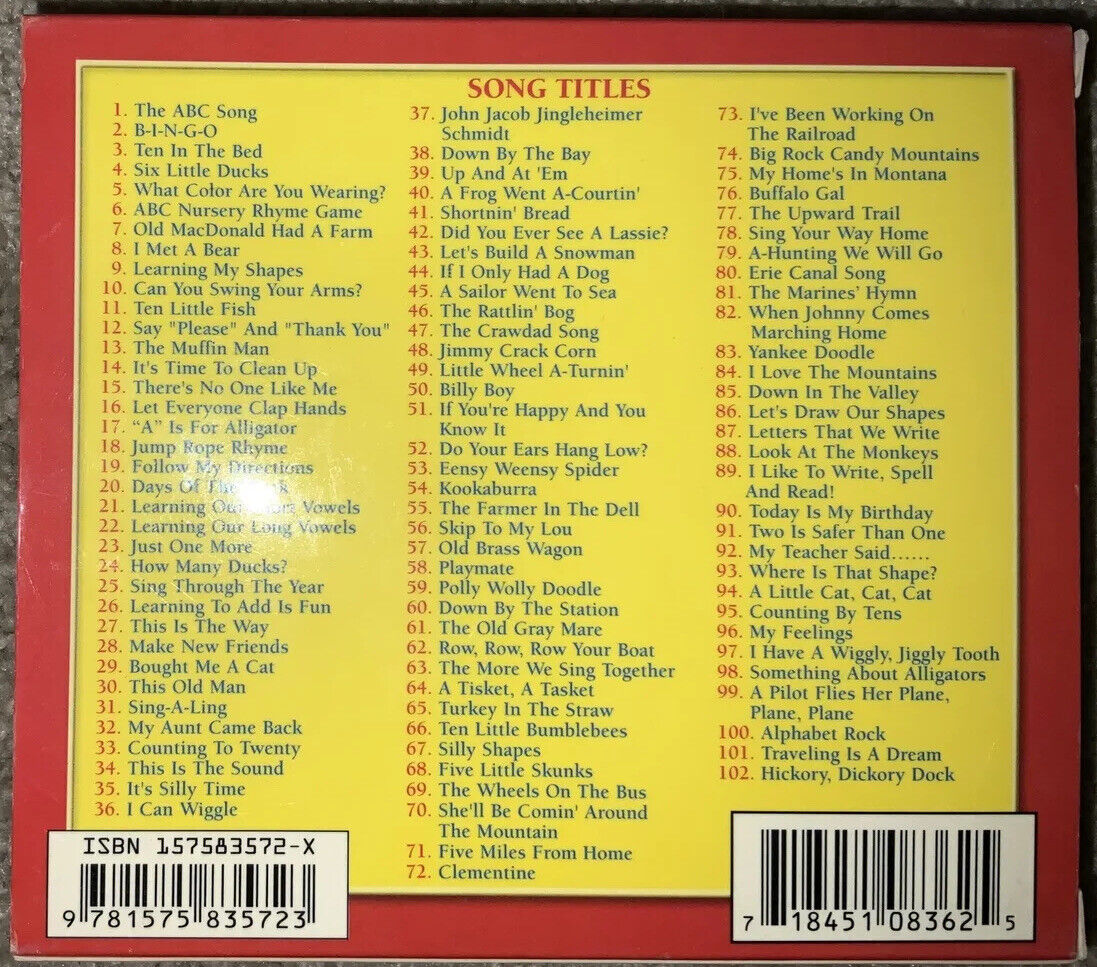 SONG TITLES
1. The ABC Song
2. B-I-N-G-O
3. Ten In The Bed
4. Six Little Ducks
5. What Color Are You Wearing?
6. ABC Nursery Rhyme Game
7. Old MacDonald Had A Farm
8. I Met A Bear
9. Learning My Shapes
10. Can You Swing Your Arms?
11. Ten Little Fish
12. Say "Please" And "Thank You"
13. The Muffin Man
14. It's Time To Clean Up
15. There's No One Like Me
16. Let Everyone Clap Hands
17. “A” Is For Alligator
18. Jump Rope Rhyme
19. Follow My Directions
20. Days Of The
21. Learning Our Short Vowels
22. Learning Our Long Vowels
23. Just One More
24. How Many Ducks?
25. Sing Through The Year
26. Learning To Add Is Fun
27. This Is The Way
28. Make New Friends
29. Bought Me A Cat
30. This Old Man
31. Sing-A-Ling
32. My Aunt Came Back
33. Counting To Twenty
34. This Is The Sound
35. It's Silly Time
36. I Can Wiggle
37. John Jacob Jingleheimer
Schmidt
38. Down By The Bay
39. Up And At 'Em
40. A Frog Went A-Courtin'
41. Shortnin' Bread
42. Did You Ever See A Lassie?
43. Let's Build A Snowman
44. If I Only Had A Dog
45. A Sailor Went To Sea
46. The Rattlin' Bog
47. The Crawdad Song
48. Jimmy Crack Corn
49. Little Wheel A-Turnin'
50. Billy Boy
51. If You're Happy And You
Know It
52. Do Your Ears Hang Low?
53. Eensy Weensy Spider
54. Kookaburra
55. The Farmer In The Dell
56. Skip To My Lou
57. Old Brass Wagon
58. Playmate
59. Polly Wolly Doodle
60. Down By The Station
61. The Old Gray Mare
62. Row, Row, Row Your Boat
63. The More We Sing Together
64. A Tisket, A Tasket
65. Turkey In The Straw
66. Ten Little Bumblebees
67. Silly Shapes
68. Five Little Skunks
69. The Wheels On The Bus
70. She'll Be Comin' Around
The Mountain
71. Five Miles From Home
72. Clementine
73. I've Been Working On
The Railroad
74. Big Rock Candy Mountains
75. My Home's In Montana
76. Buffalo Gal
77. The Upward Trail
78. Sing Your Way Home
79. A-Hunting We Will Go
80. Erie Canal Song
81. The Marines’ Hymn
82. When Johnny Comes
Marching Home
83. Yankee Doodle
84. I Love The Mountains
85. Down In The Valley
86. Let's Draw Our Shapes
87. Letters That We Write
88. Look At The Monkeys
89. I Like To Write, Spell
And Read!
90. Today Is My Birthday
91. Two Is Safer Than One
92. My Teacher Said......
93. Where Is That Shape?
94. A Little Cat, Cat, Cat
95. Counting By Tens
96. My Feelings
97. I Have A Wiggly, Jiggly Tooth
98. Something About Alligators
99. A Pilot Flies Her Plane,
Plane, Plane
100. Alphabet Rock
101. Traveling Is A Dream
102. Hickory, Dickory Dock
ISBN 157583572-X
9 781575 835723
7 18451 08362 5